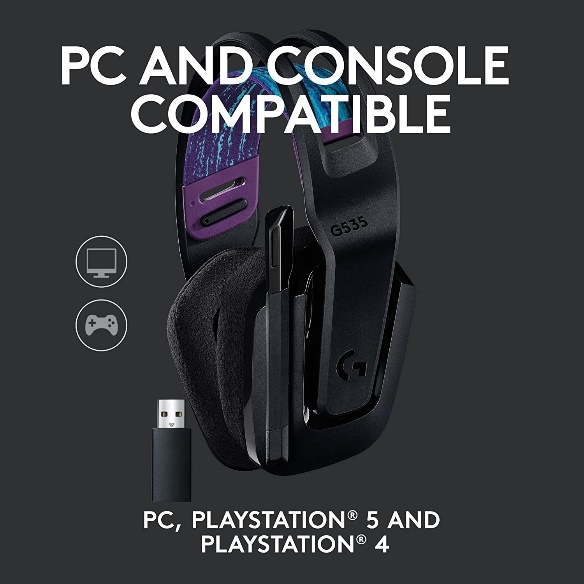 PC AND CONSOLE
COMPATIBLE
G535
G
PC, PLAYSTATION® 5 AND
PLAYSTATION® 4